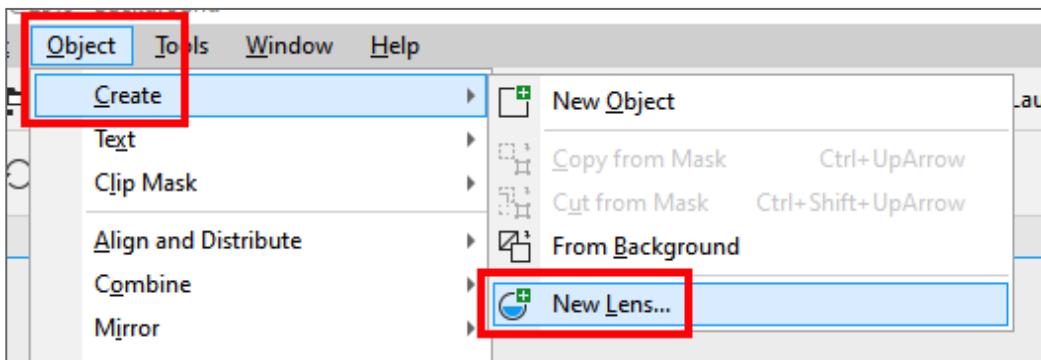 Object Tools Window Help
Create
New Object
Text
Copy from Mask Ctrl+UpArrow
Clip Mask
Cut from Mask Ctrl+Shift+UpArrow
Align and Distribute
From Background
Combine
New Lens...
Mirror